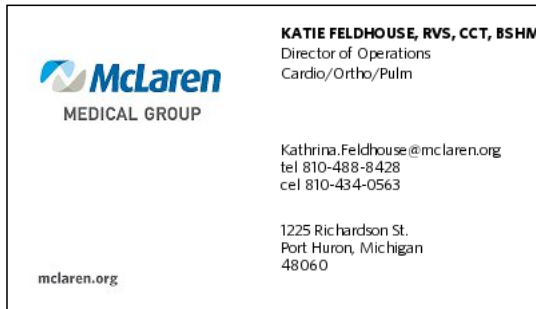 McLaren
MEDICAL GROUP
mclaren.org
KATIE FELDHOUSE, RVS, CCT, BSHM
Director of Operations
Cardio/Ortho/Pulm
Kathrina.Feldhouse@mclaren.org
tel 810-488-8428
cel 810-434-0563
1225 Richardson St.
Port Huron, Michigan
48060